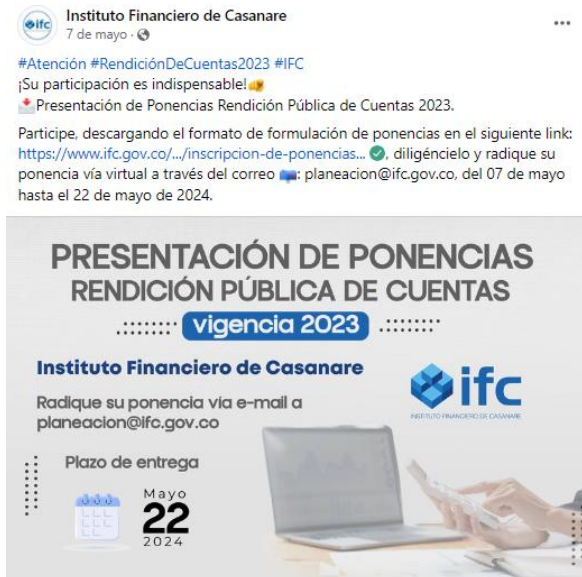 ifc
Instituto Financiero de Casanare
7 de mayo ·
#Atención #RendiciónDeCuentas2023 #IFC
¡Su participación es indispensable!
Presentación de Ponencias Rendición Pública de Cuentas 2023.
Participe, descargando el formato de formulación de ponencias en el siguiente link:
https://www.ifc.gov.co/.../inscripcion-de-ponencias... , diligéncielo y radique su
ponencia vía virtual a través del correo : planeacion@ifc.gov.co, del 07 de mayo
hasta el 22 de mayo de 2024.
PRESENTACIÓN DE PONENCIAS
RENDICIÓN PÚBLICA DE CUENTAS
vigencia 2023
Instituto Financiero de Casanare
Radique su ponencia via e-mail a
planeacion@ifc.gov.co
ifc
INSTITUTO FINANCIERO DE CASANARE
Plazo de entrega
Mayo
22
2024